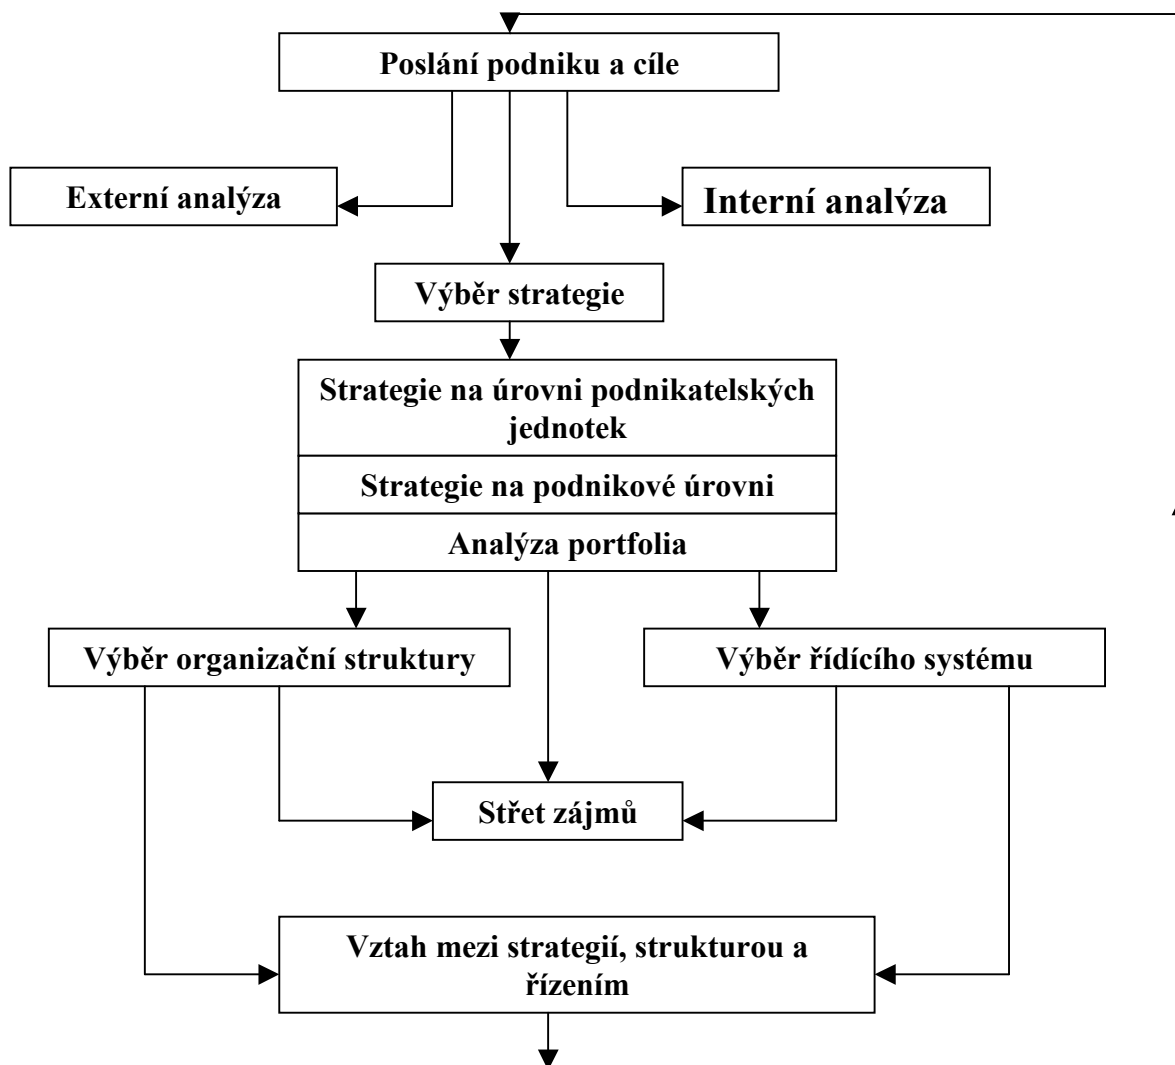 Poslání podniku a cíle
Externí analýza
Interní analýza
Výběr strategie
Strategie na úrovni podnikatelských
jednotek
Strategie na podnikové úrovni
Analýza portfolia
Výběr organizační struktury
Výběr řídícího systému
Střet zájmů
Vztah mezi strategií, strukturou a
řízením